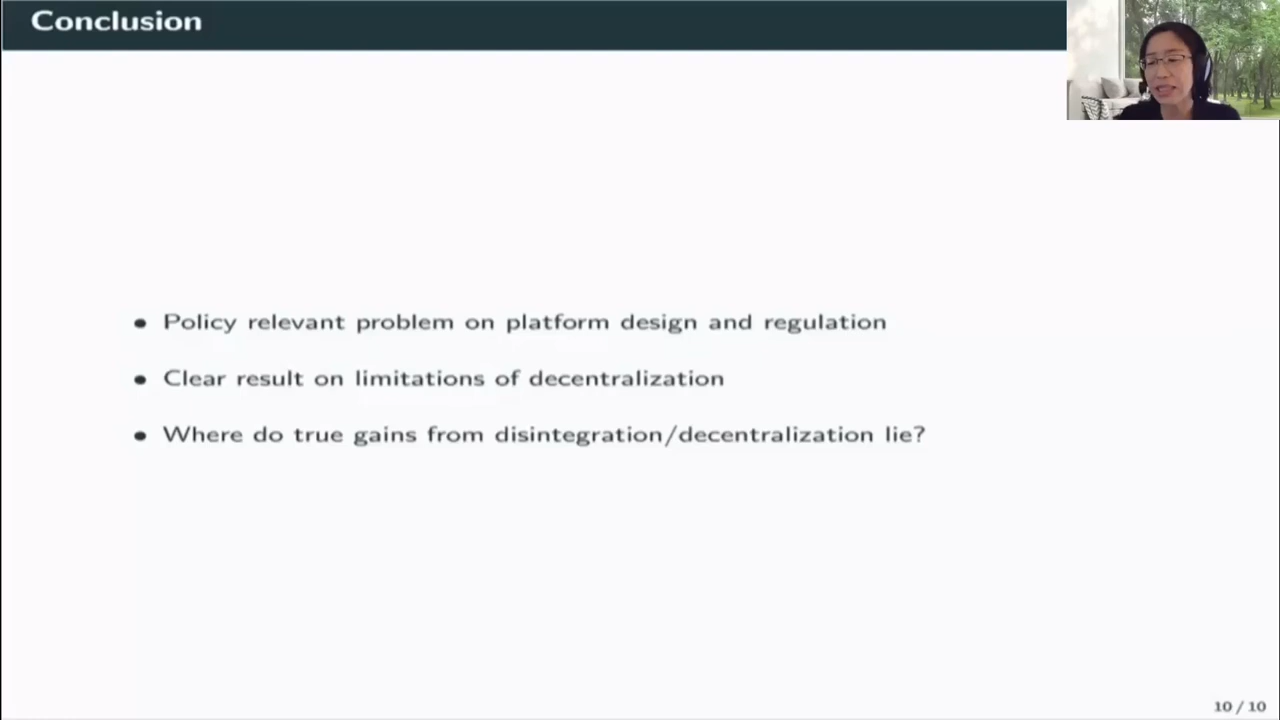 Conclusion
• Policy relevant problem on platform design and regulation
• Clear result on limitations of decentralization
• Where do true gains from disintegration/decentralization lie?
10 / 10